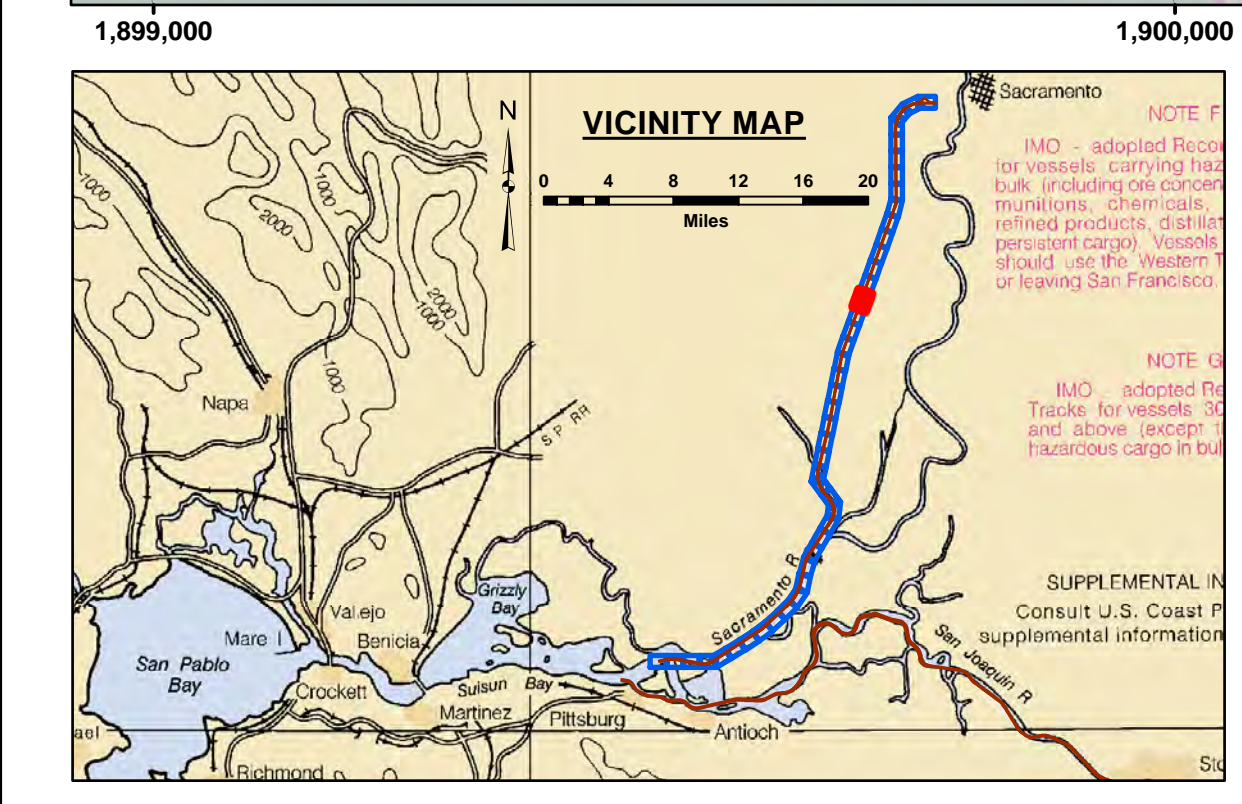 1,899,000
1,900,000
Sacramento
N
VICINITY MAP
NOTE F
IMO - adopted Recor
for vessels carrying haz
bulk (including ore concen
munitions, chemicals,
refined products, distillat
persistent cargo). Vessels
should use the Western T
or leaving San Francisco.
0 4 8 12 16 20
Miles
1000
1000
2000
2000
1000
1000
NOTE G
IMO - adopted Re
Tracks for vessels 30
and above (except t
hazardous cargo in bul
Napa
S P RR
Sacramento R
Grizzly
Bay
SUPPLEMENTAL IN
Consult U.S. Coast P
supplemental information
Vallejo
Mare I
Benicia
San Joaquin R
San Pablo
Bay
Crockett
Suisun Bay
Martinez
Pittsburg
Antioch
ael
Richmond
Sto